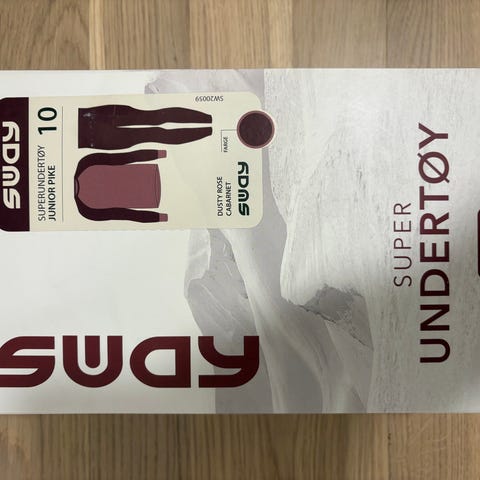 SWAY
SUPERUNDERTØY
JUNIOR PIKE
10
SW20059
FARGE
DUSTY ROSE
CABARNET
SWAY
SUPER
UNDERTØY
SWAY